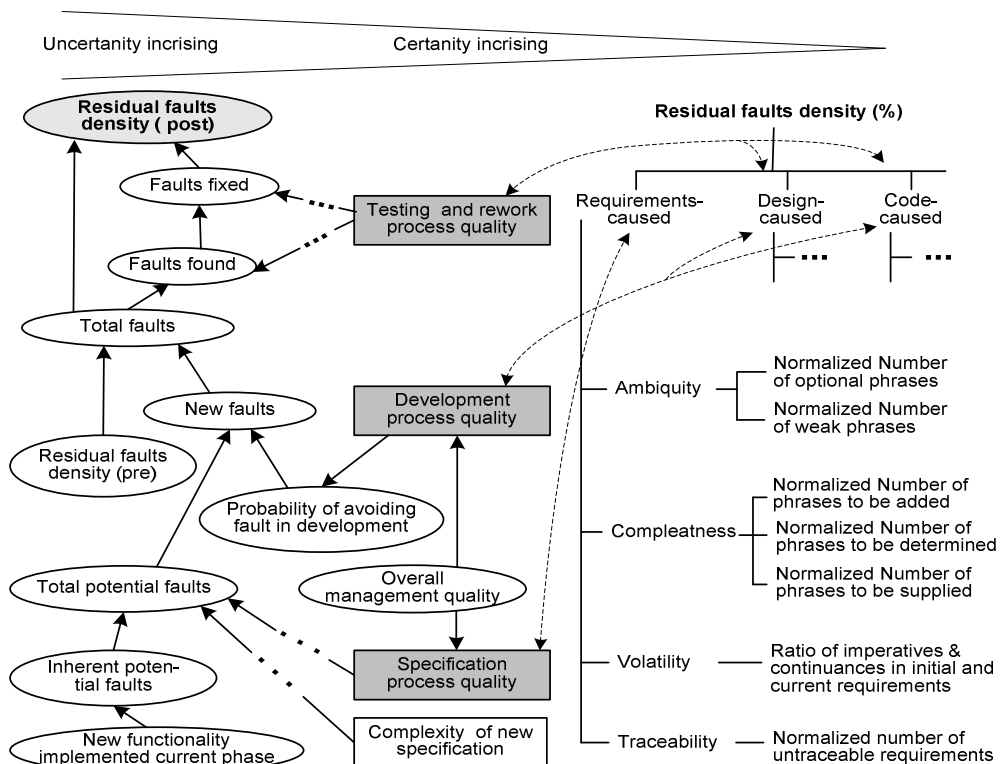 Uncertanity incrising
Certanity incrising
Residual faults
density ( post)
Faults fixed
Faults found
Total faults
New faults
Residual faults
density (pre)
Probability of avoiding
fault in development
Total potential faults
Inherent poten-
tial faults
New functionality
implemented current phase
Testing and rework
process quality
Development
process quality
Overall
management quality
Specification
process quality
Complexity of new
specification
Residual faults density (%)
Requirements-
caused
Design-
caused
Code-
caused
Ambiquity
Normalized Number
of optional phrases
Normalized Number
of weak phrases
Compleatness
Normalized Number of
phrases to be added
Normalized Number of
phrases to be determined
Normalized Number of
phrases to be supplied
Volatility
Ratio of imperatives &
continuances in initial and
current requirements
Traceability
Normalized number of
untraceable requirements